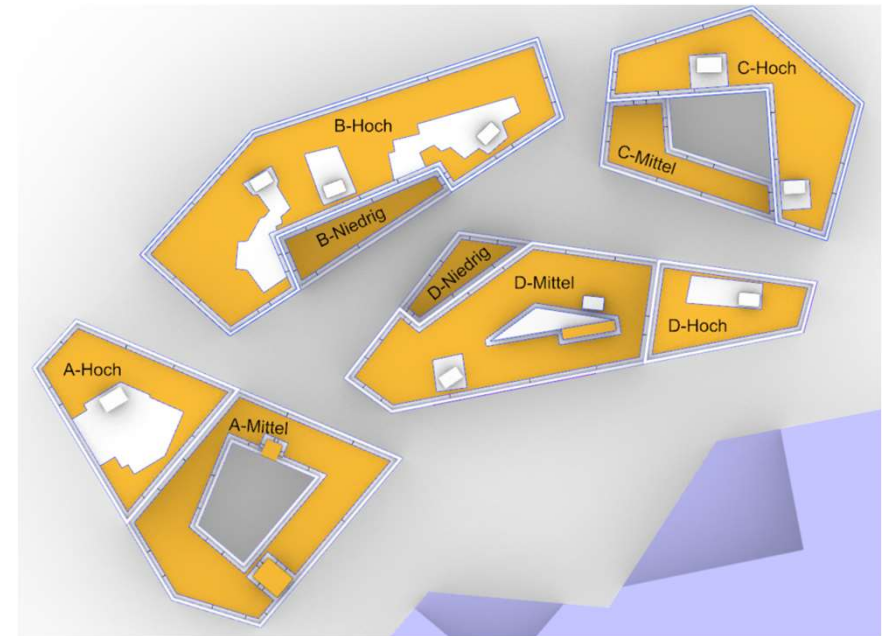 C-Hoch
B-Hoch
C-Mittel
B-Niedrig
D-Niedrig
D-Mittel
D-Hoch
A-Hoch
A-Mittel